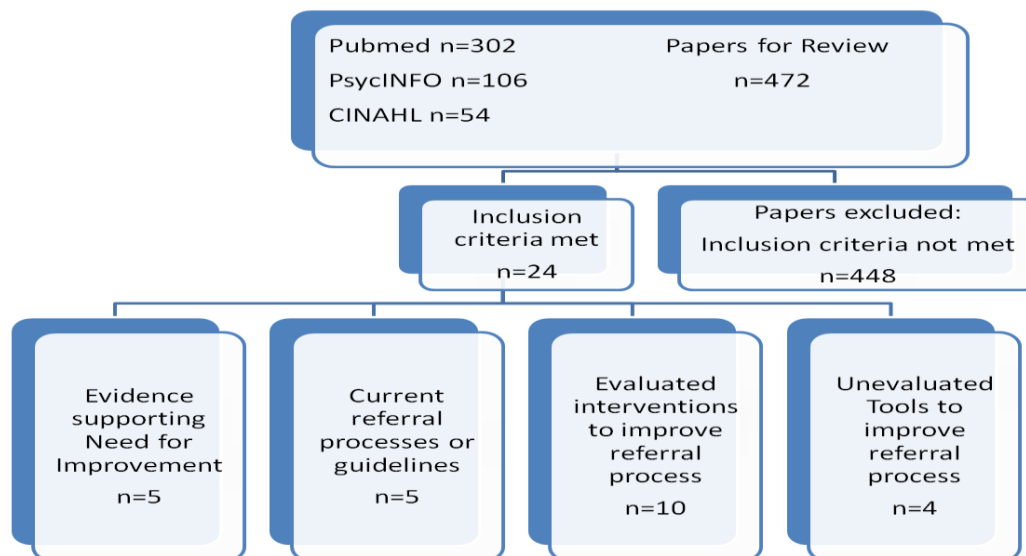 Pubmed n=302
PsycINFO n=106
CINAHL n=54
Papers for Review
n=472
Inclusion
criteria met
n=24
Papers excluded:
Inclusion criteria not met
n=448
Evidence
supporting
Need for
Improvement
n=5
Current
referral
processes or
guidelines
n=5
Evaluated
interventions
to improve
referral
process
n=10
Unevaluated
Tools to
improve
referral
process
n=4